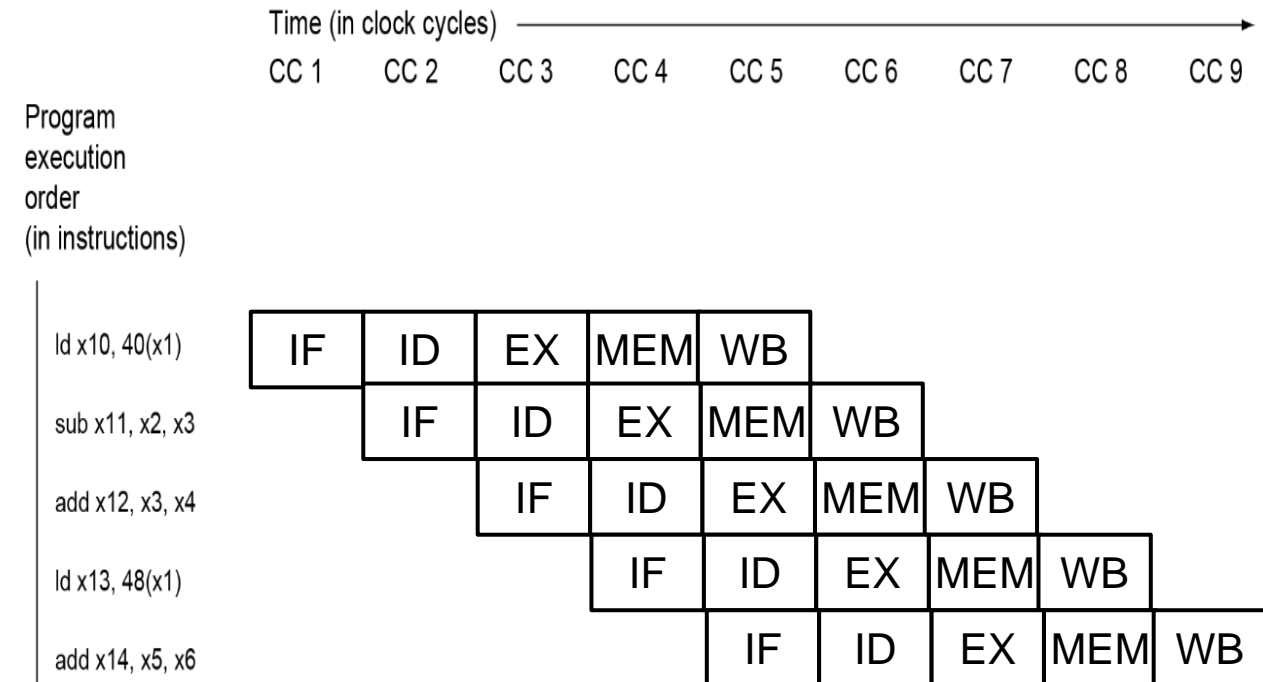 Time (in clock cycles)
CC 1 CC 2 CC 3 CC 4 CC 5 CC 6 CC 7 CC 8 CC 9
Program
execution
order
(in instructions)
ld x10, 40(x1) IF ID EX MEM WB
sub x11, x2, x3 IF ID EX MEM WB
add x12, x3, x4 IF ID EX MEM WB
ld x13, 48(x1) IF ID EX MEM WB
add x14, x5, x6 IF ID EX MEM WB